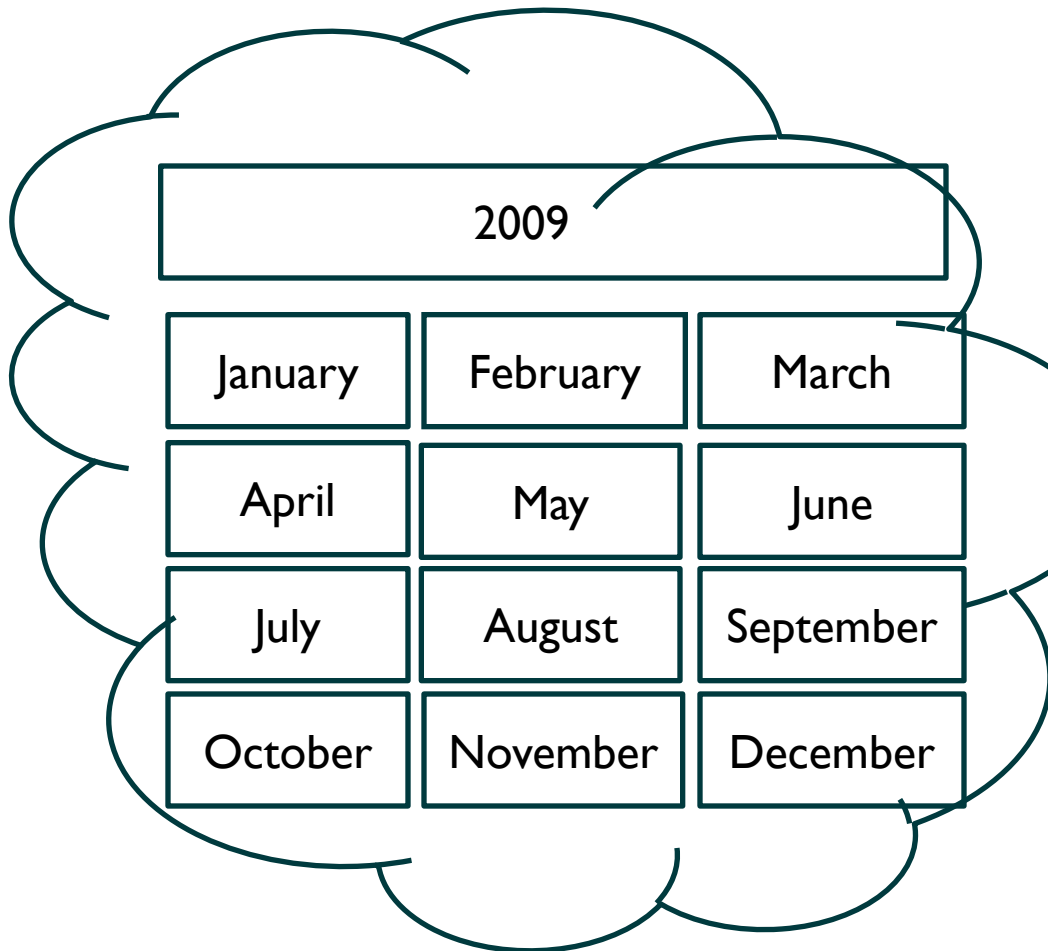 2009
January February March
April May June
July August September
October November December